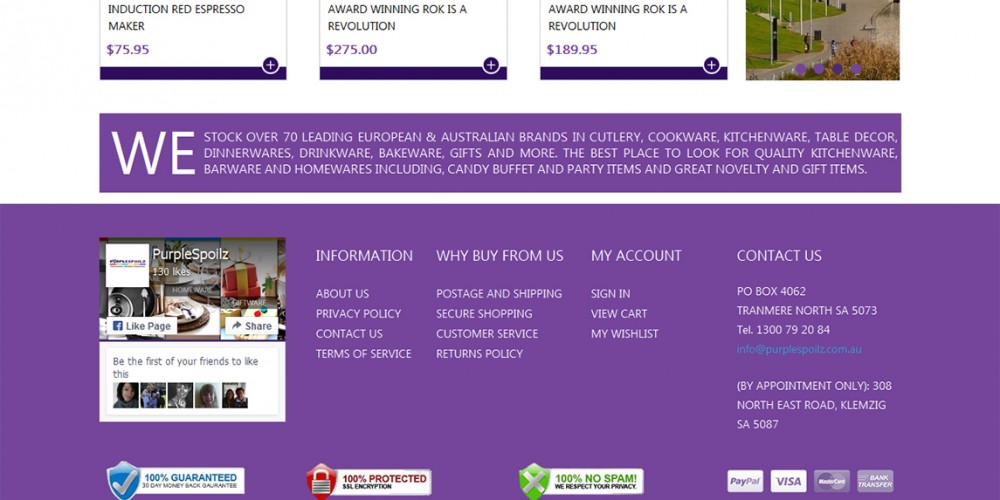 INDUCTION RED ESPRESSO
MAKER
$75.95
AWARD WINNING ROK IS A
REVOLUTION
$275.00
AWARD WINNING ROK IS A
REVOLUTION
$189.95
WE
STOCK OVER 70 LEADING EUROPEAN & AUSTRALIAN BRANDS IN CUTLERY, COOKWARE, KITCHENWARE, TABLE DECOR,
DINNERWARES, DRINKWARE, BAKEWARE, GIFTS AND MORE. THE BEST PLACE TO LOOK FOR QUALITY KITCHENWARE,
BARWARE AND HOMEWARES INCLUDING, CANDY BUFFET AND PARTY ITEMS AND GREAT NOVELTY AND GIFT ITEMS.
PURPLESPOILZ
PurpleSpoilz
130 likes
HOMEWARE
GIFTWARE
Like Page
Share
Be the first of your friends to like
this
INFORMATION
ABOUT US
PRIVACY POLICY
CONTACT US
TERMS OF SERVICE
WHY BUY FROM US
POSTAGE AND SHIPPING
SECURE SHOPPING
CUSTOMER SERVICE
RETURNS POLICY
MY ACCOUNT
SIGN IN
VIEW CART
MY WISHLIST
CONTACT US
PO BOX 4062
TRANMERE NORTH SA 5073
Tel. 1300 79 20 84
info@purplespoilz.com.au
(BY APPOINTMENT ONLY): 308
NORTH EAST ROAD, KLEMZIG
SA 5087
100% GUARANTEED
30 DAY MONEY BACK GAURANTEE
100% PROTECTED
SSL ENCRYPTION
100% NO SPAM!
WE RESPECT YOUR PRIVACY.
PayPal
VISA
MasterCard
BANK
TRANSFER